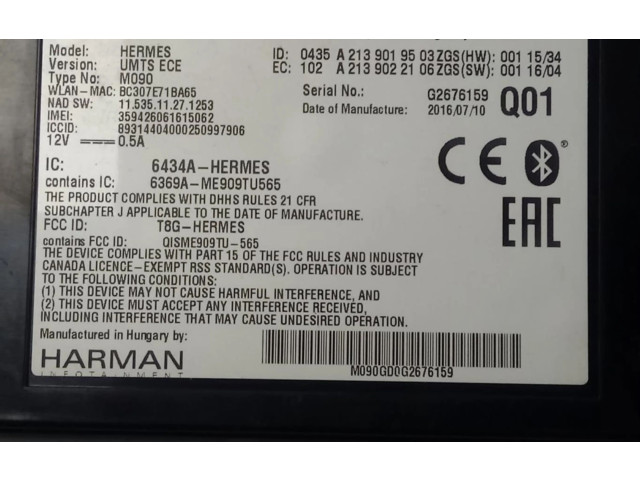 Model: HERMES
Version: UMTS ECE
Type No: M090
WLAN-MAC: BC307E71BA65
NAD SW: 11.535.11.27.1253
IMEI: 359426061615062
ICCID: 89314404000250997906
12V 0.5A
ID: 0435 A 213 901 95 03 ZGS(HW): 001 15/34
EC: 102 A 213 902 21 06 ZGS(SW): 001 16/04
Serial No.: G2676159
Date of Manufacture: 2016/07/10
Q01
IC: 6434A-HERMES
contains IC: 6369A-ME909TU565
CE
®
EAC
THE PRODUCT COMPLIES WITH DHHS RULES 21 CFR
SUBCHAPTER J APPLICABLE TO THE DATE OF MANUFACTURE.
FCC ID: T8G-HERMES
contains FCC ID: QISME909TU-565
THE DEVICE COMPLIES WITH PART 15 OF THE FCC RULES AND INDUSTRY
CANADA LICENCE-EXEMPT RSS STANDARD(S). OPERATION IS SUBJECT
TO THE FOLLOWING CONDITIONS:
(1) THIS DEVICE MAY NOT CAUSE HARMFUL INTERFERENCE, AND
(2) THIS DEVICE MUST ACCEPT ANY INTERFERENCE RECEIVED,
INCLUDING INTERFERENCE THAT MAY CAUSE UNDESIRED OPERATION.
Manufactured in Hungary by:
HARMAN
INFOTAINMENT
M090GD0G2676159